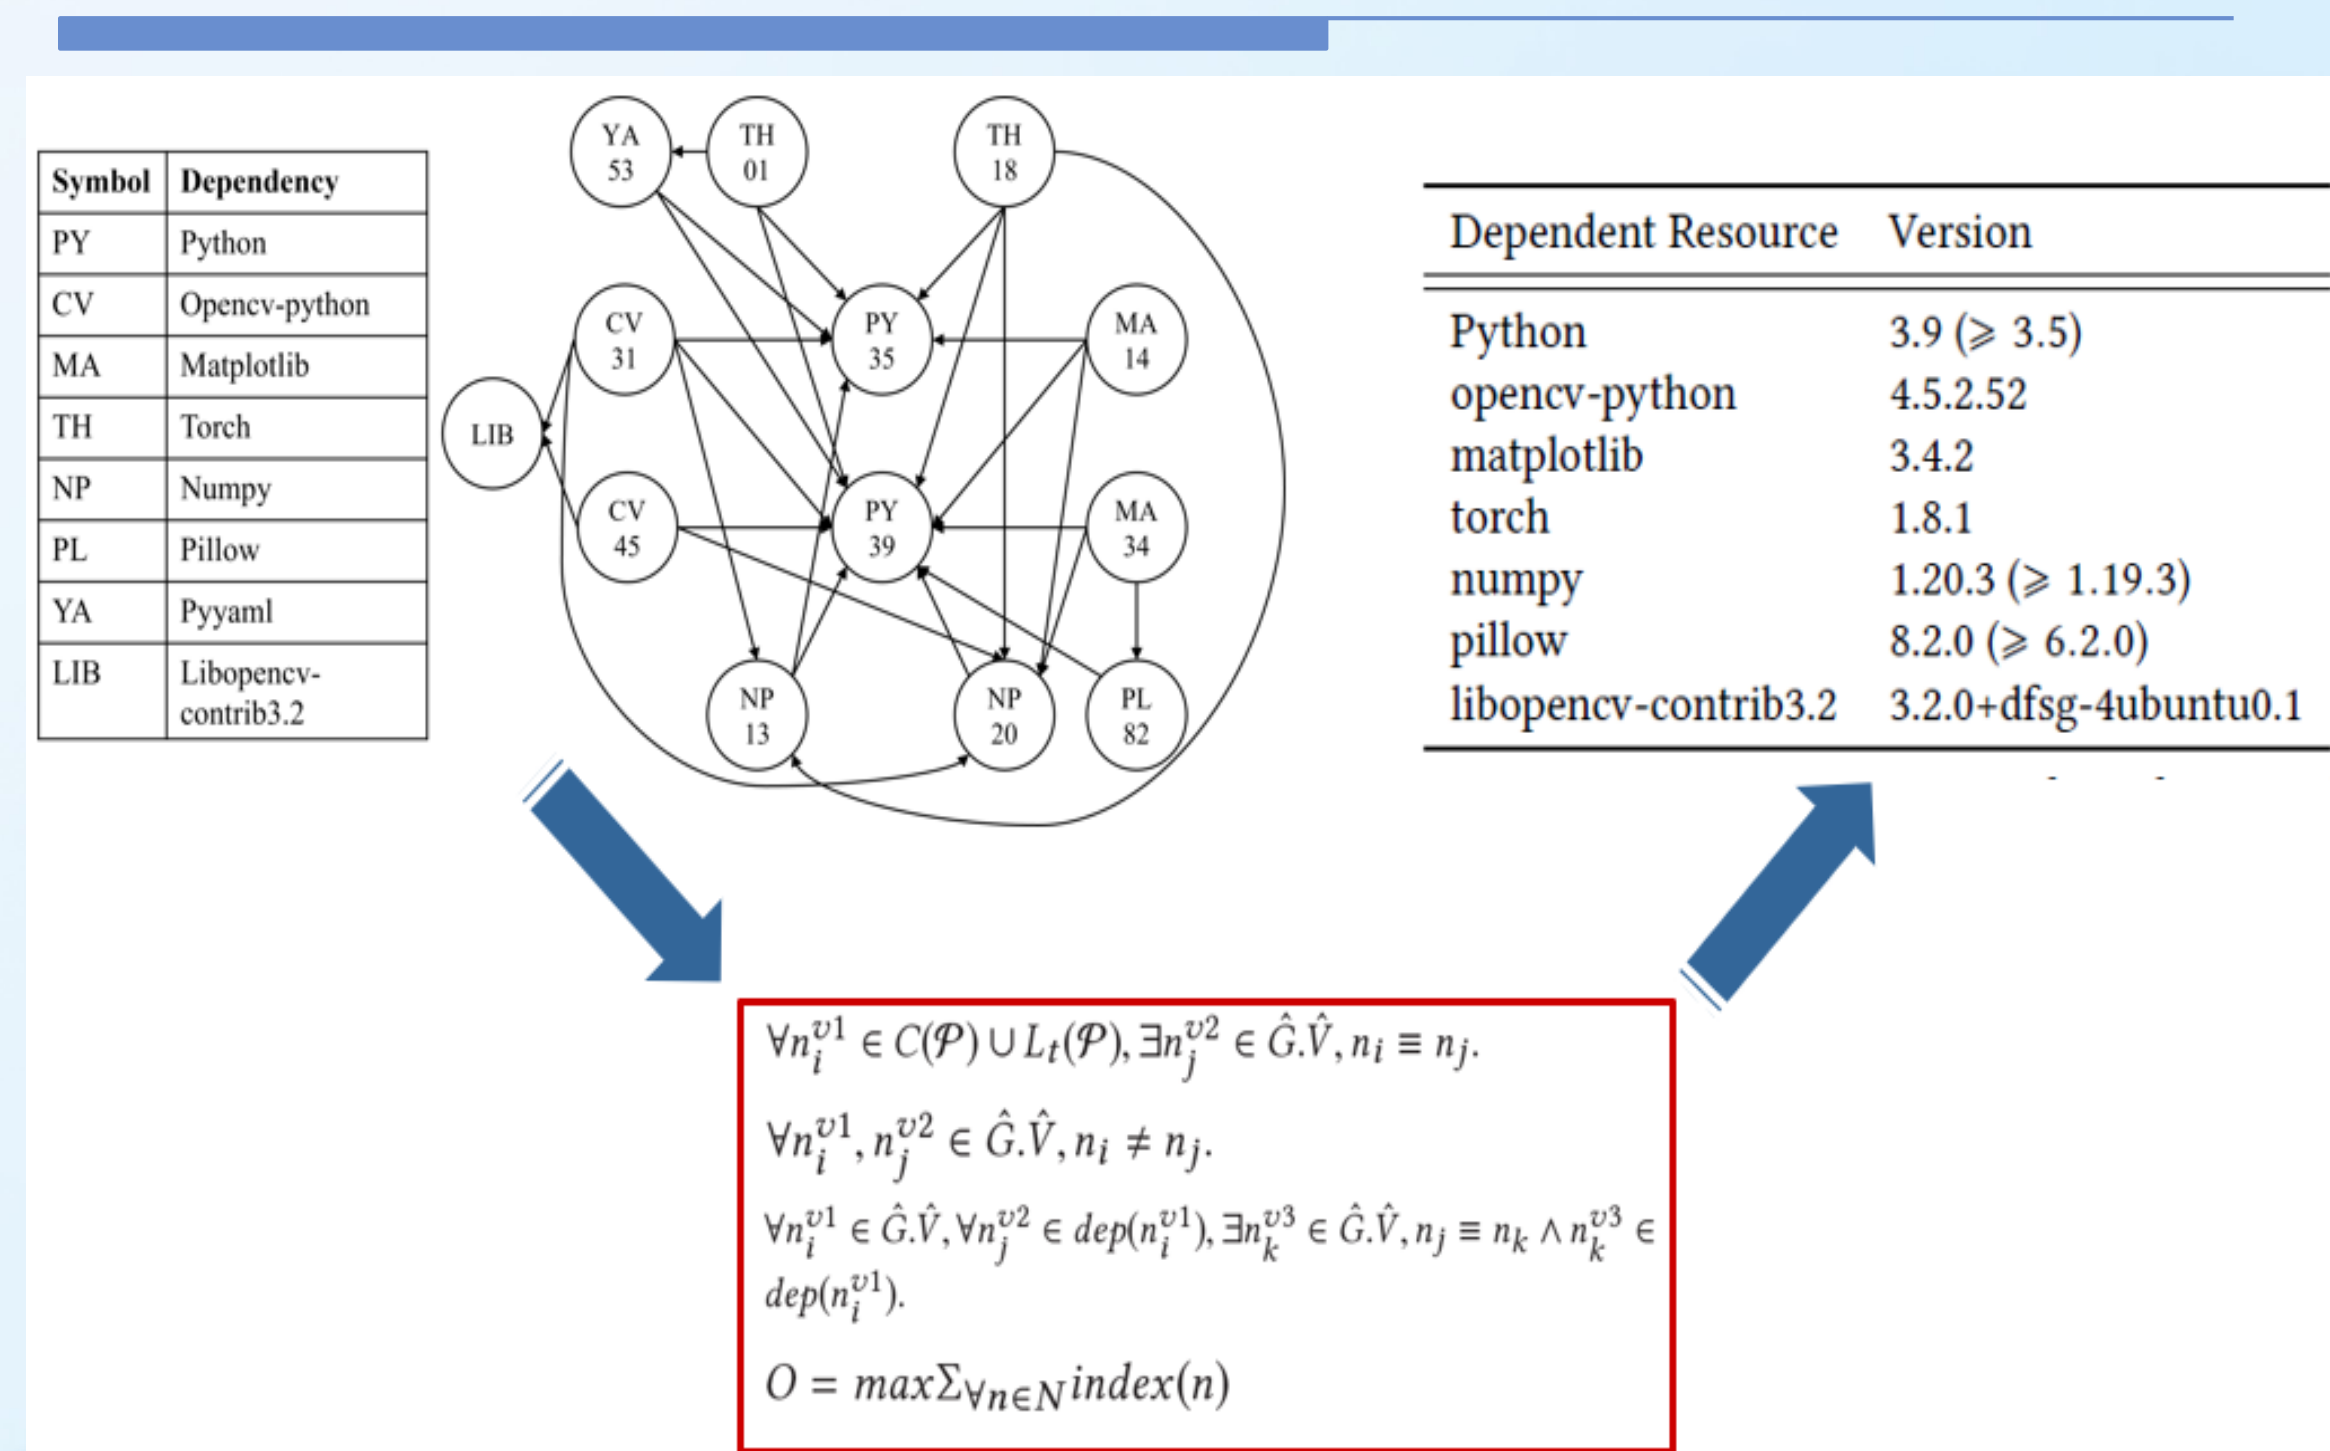 Symbol Dependency
PY Python
CV Opencv-python
MA Matplotlib
TH Torch
NP Numpy
PL Pillow
YA Pyyaml
LIB Libopencv-
contrib3.2
YA
53
TH
01
TH
18
CV
31
PY
35
MA
14
LIB
CV
45
PY
39
MA
34
NP
13
NP
20
PL
82
Dependent Resource Version
Python 3.9 (⩾ 3.5)
opencv-python 4.5.2.52
matplotlib 3.4.2
torch 1.8.1
numpy 1.20.3 (⩾ 1.19.3)
pillow 8.2.0 (⩾ 6.2.0)
libopencv-contrib3.2 3.2.0+dfsg-4ubuntu0.1
∀n_i^{v1} ∈ C(𝒫) ∪ L_t(𝒫), ∃n_j^{v2} ∈ Ĝ.V̂, n_i ≡ n_j.
∀n_i^{v1}, n_j^{v2} ∈ Ĝ.V̂, n_i ≠ n_j.
∀n_i^{v1} ∈ Ĝ.V̂, ∀n_j^{v2} ∈ dep(n_i^{v1}), ∃n_k^{v3} ∈ Ĝ.V̂, n_j ≡ n_k ∧ n_k^{v3} ∈
dep(n_i^{v1}).
O = maxΣ_{∀n∈N} index(n)